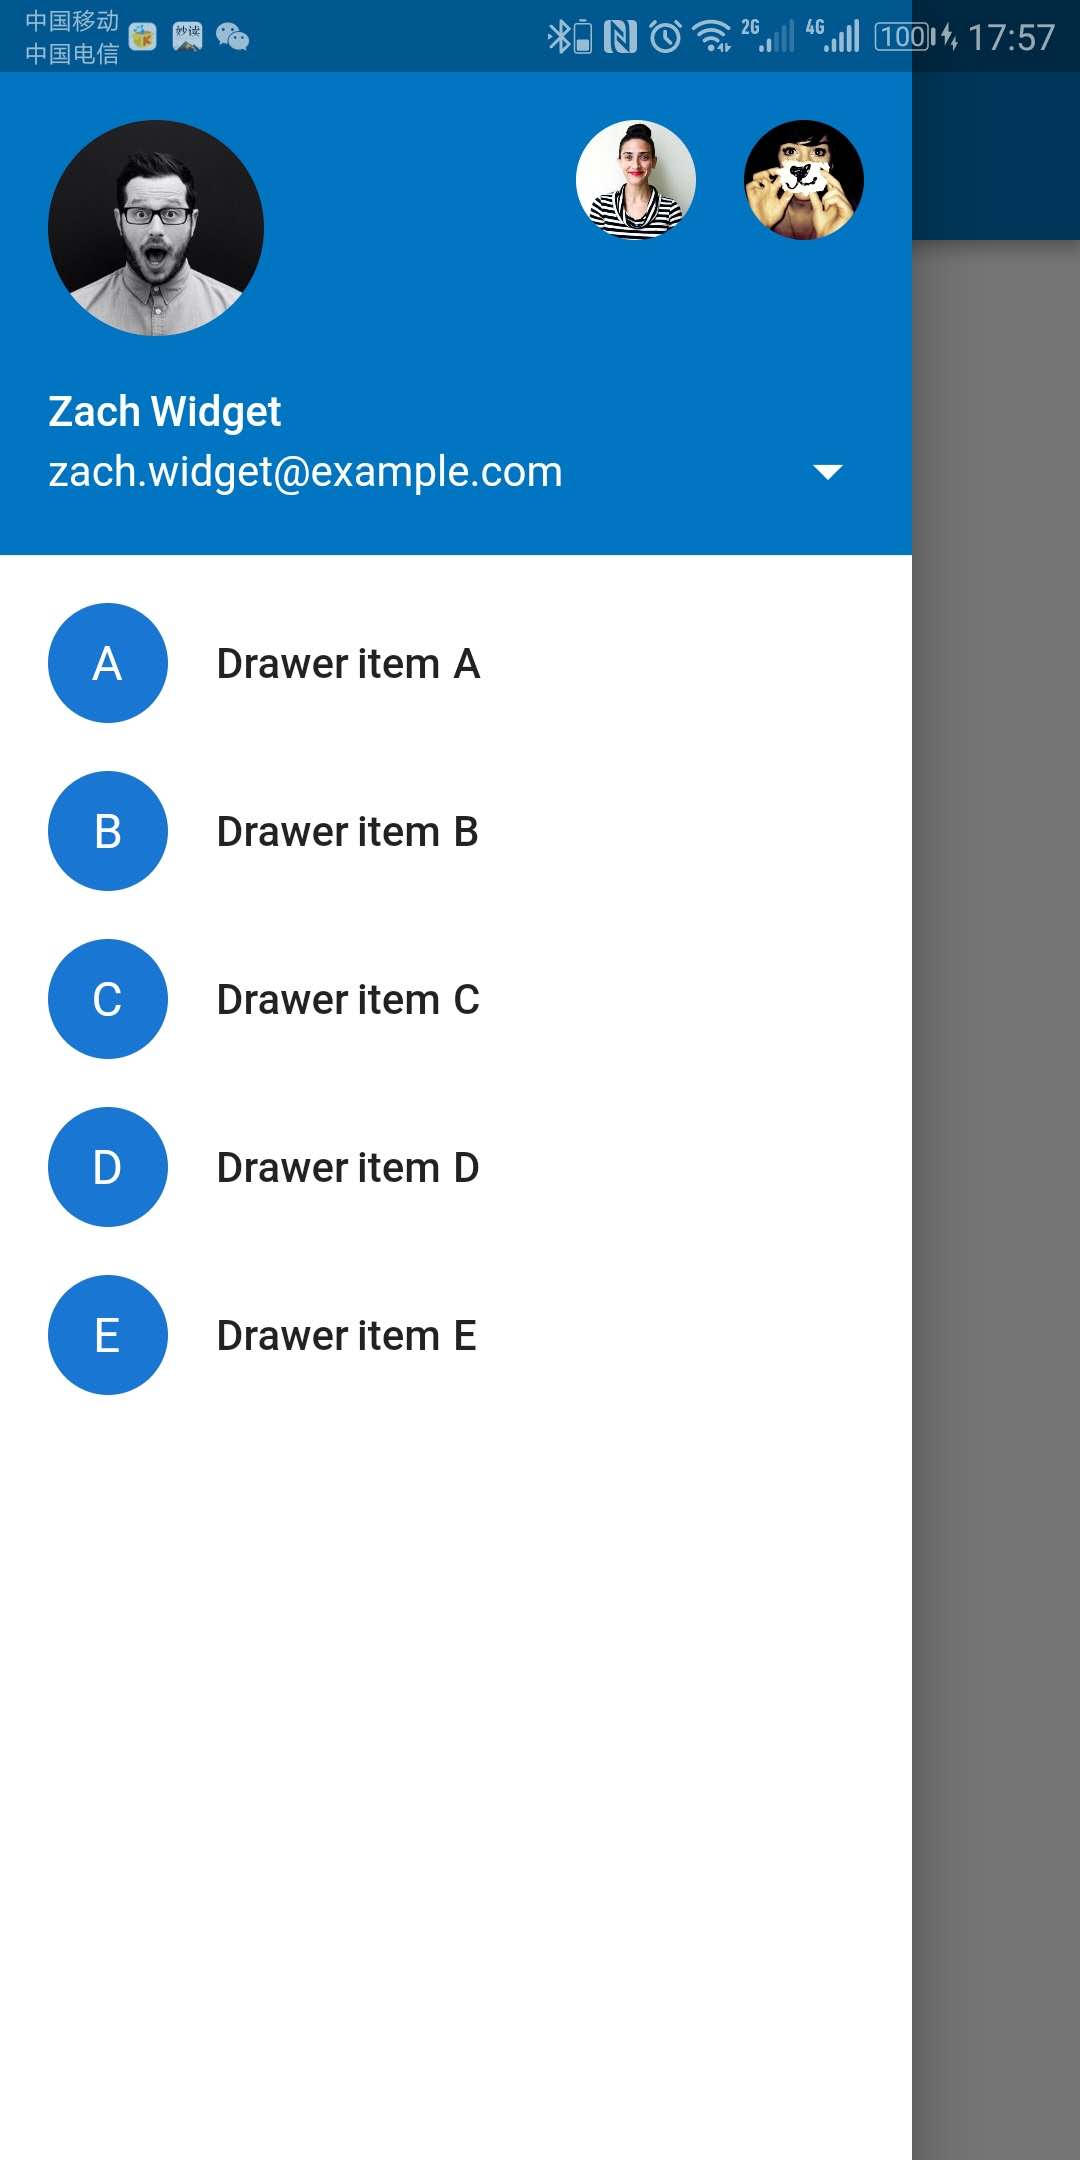 中国移动
中国电信
妙读
2G 4G 100 17:57
Zach Widget
zach.widget@example.com
A Drawer item A
B Drawer item B
C Drawer item C
D Drawer item D
E Drawer item E